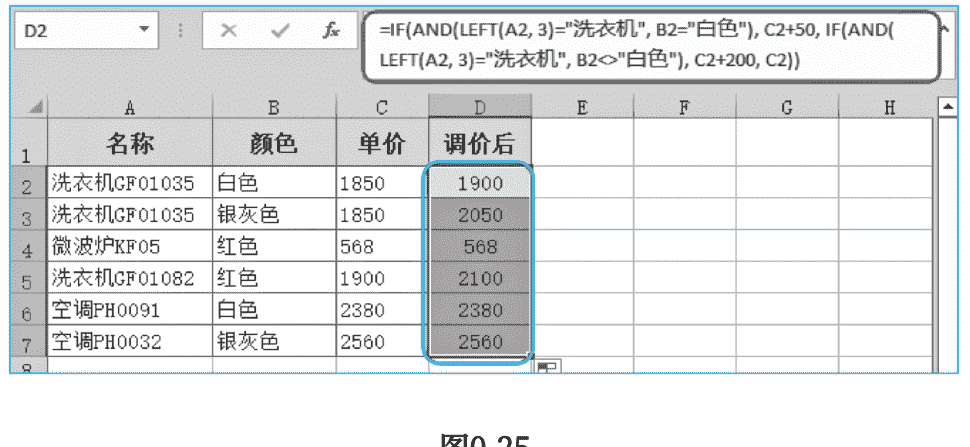 D2 fx =IF(AND(LEFT(A2, 3)="洗衣机", B2="白色"), C2+50, IF(AND(
LEFT(A2, 3)="洗衣机", B2<>"白色"), C2+200, C2))
A B C D E F G H
1 名称 颜色 单价 调价后
2 洗衣机GF01035 白色 1850 1900
3 洗衣机GF01035 银灰色 1850 2050
4 微波炉KF05 红色 568 568
5 洗衣机GF01082 红色 1900 2100
6 空调PH0091 白色 2380 2380
7 空调PH0032 银灰色 2560 2560
8
图9-25